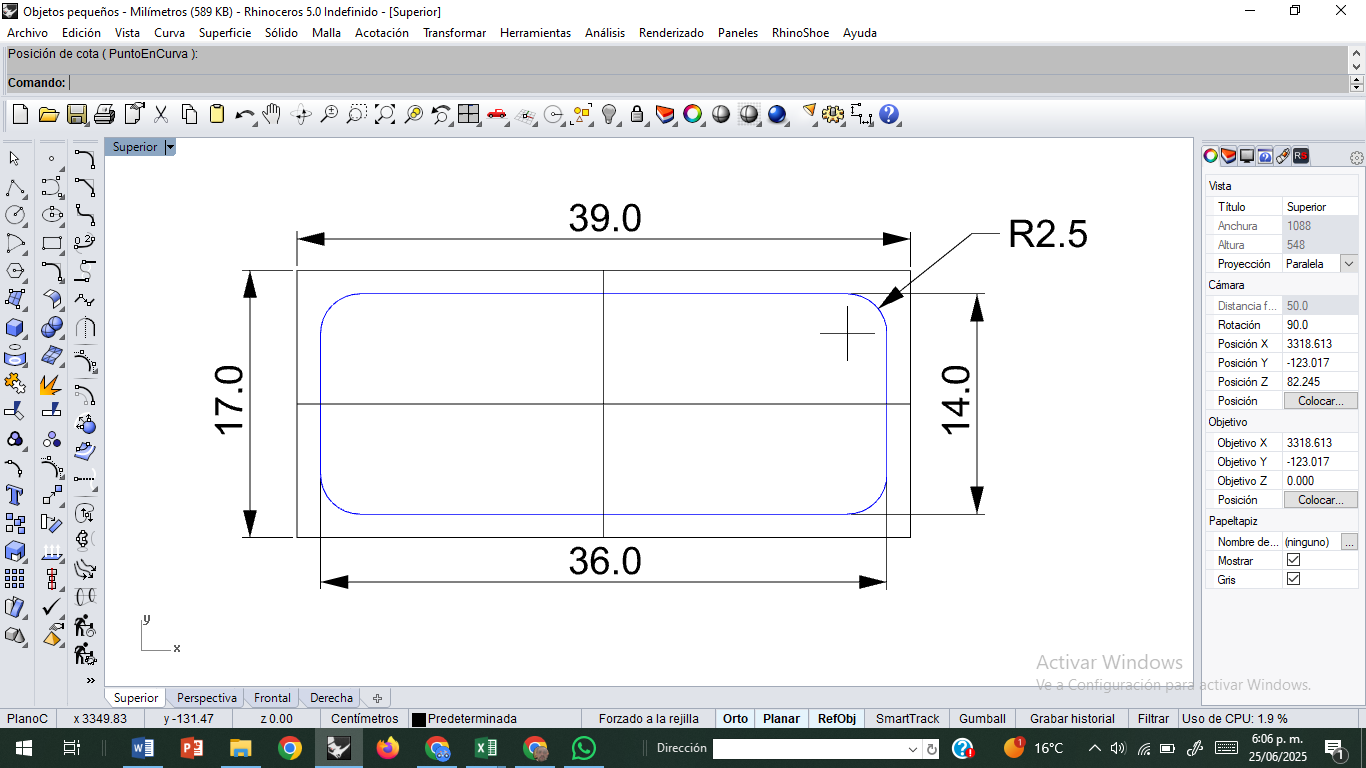 Objetos pequeños - Milímetros (589 KB) - Rhinoceros 5.0 Indefinido - [Superior]
Archivo Edición Vista Curva Superficie Sólido Malla Acotación Transformar Herramientas Análisis Renderizado Paneles RhinoShoe Ayuda
Posición de cota ( PuntoEnCurva ):
Comando:
Superior
39.0
R2.5
17.0
14.0
36.0
y
x
Vista
Título Superior
Anchura 1088
Altura 548
Proyección Paralela
Cámara
Distancia f... 50.0
Rotación 90.0
Posición X 3318.613
Posición Y -123.017
Posición Z 82.245
Posición Colocar...
Objetivo
Objetivo X 3318.613
Objetivo Y -123.017
Objetivo Z 0.000
Posición Colocar...
Papeltapiz
Nombre de... (ninguno) ...
Mostrar
Gris
Activar Windows
Ve a Configuración para activar Windows.
Superior Perspectiva Frontal Derecha
PlanoC x 3349.83 y -131.47 z 0.00 Centímetros Predeterminada Forzado a la rejilla Orto Planar RefObj SmartTrack Gumball Grabar historial Filtrar Uso de CPU: 1.9 %
Dirección
16°C
6:06 p. m.
25/06/2025